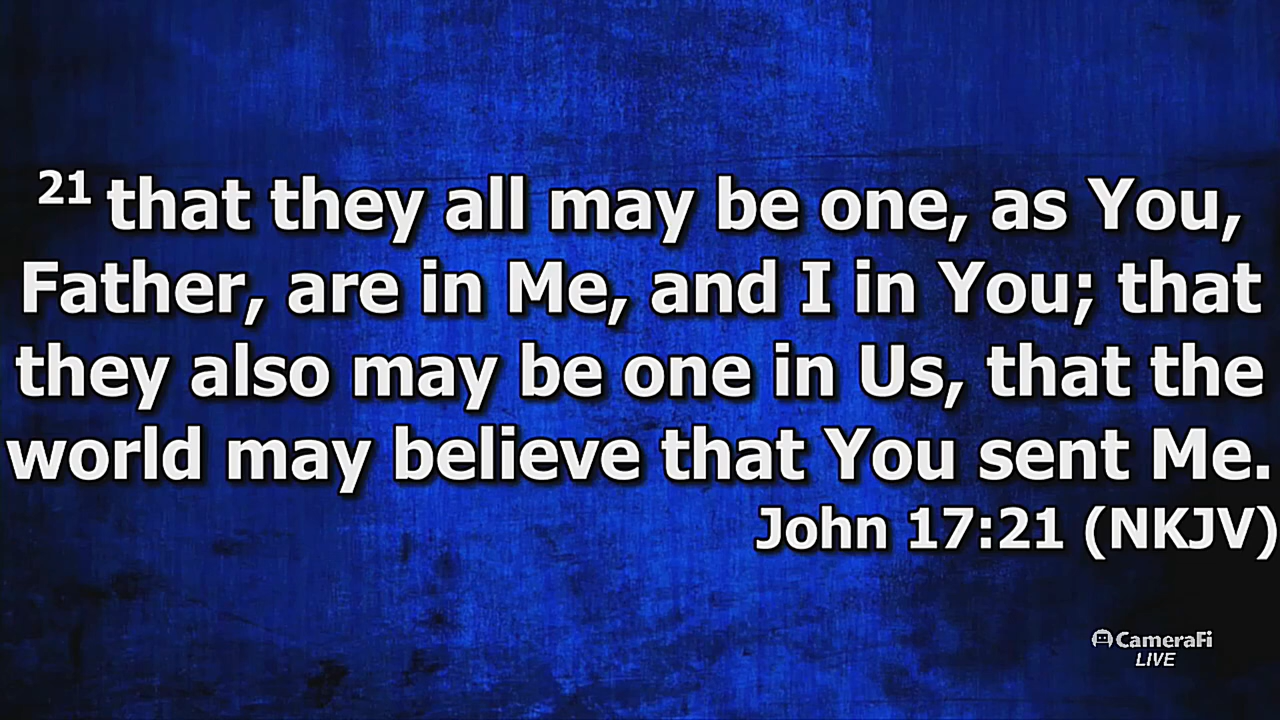 21 that they all may be one, as You,
Father, are in Me, and I in You; that
they also may be one in Us, that the
world may believe that You sent Me.
John 17:21 (NKJV)
CameraFi
LIVE